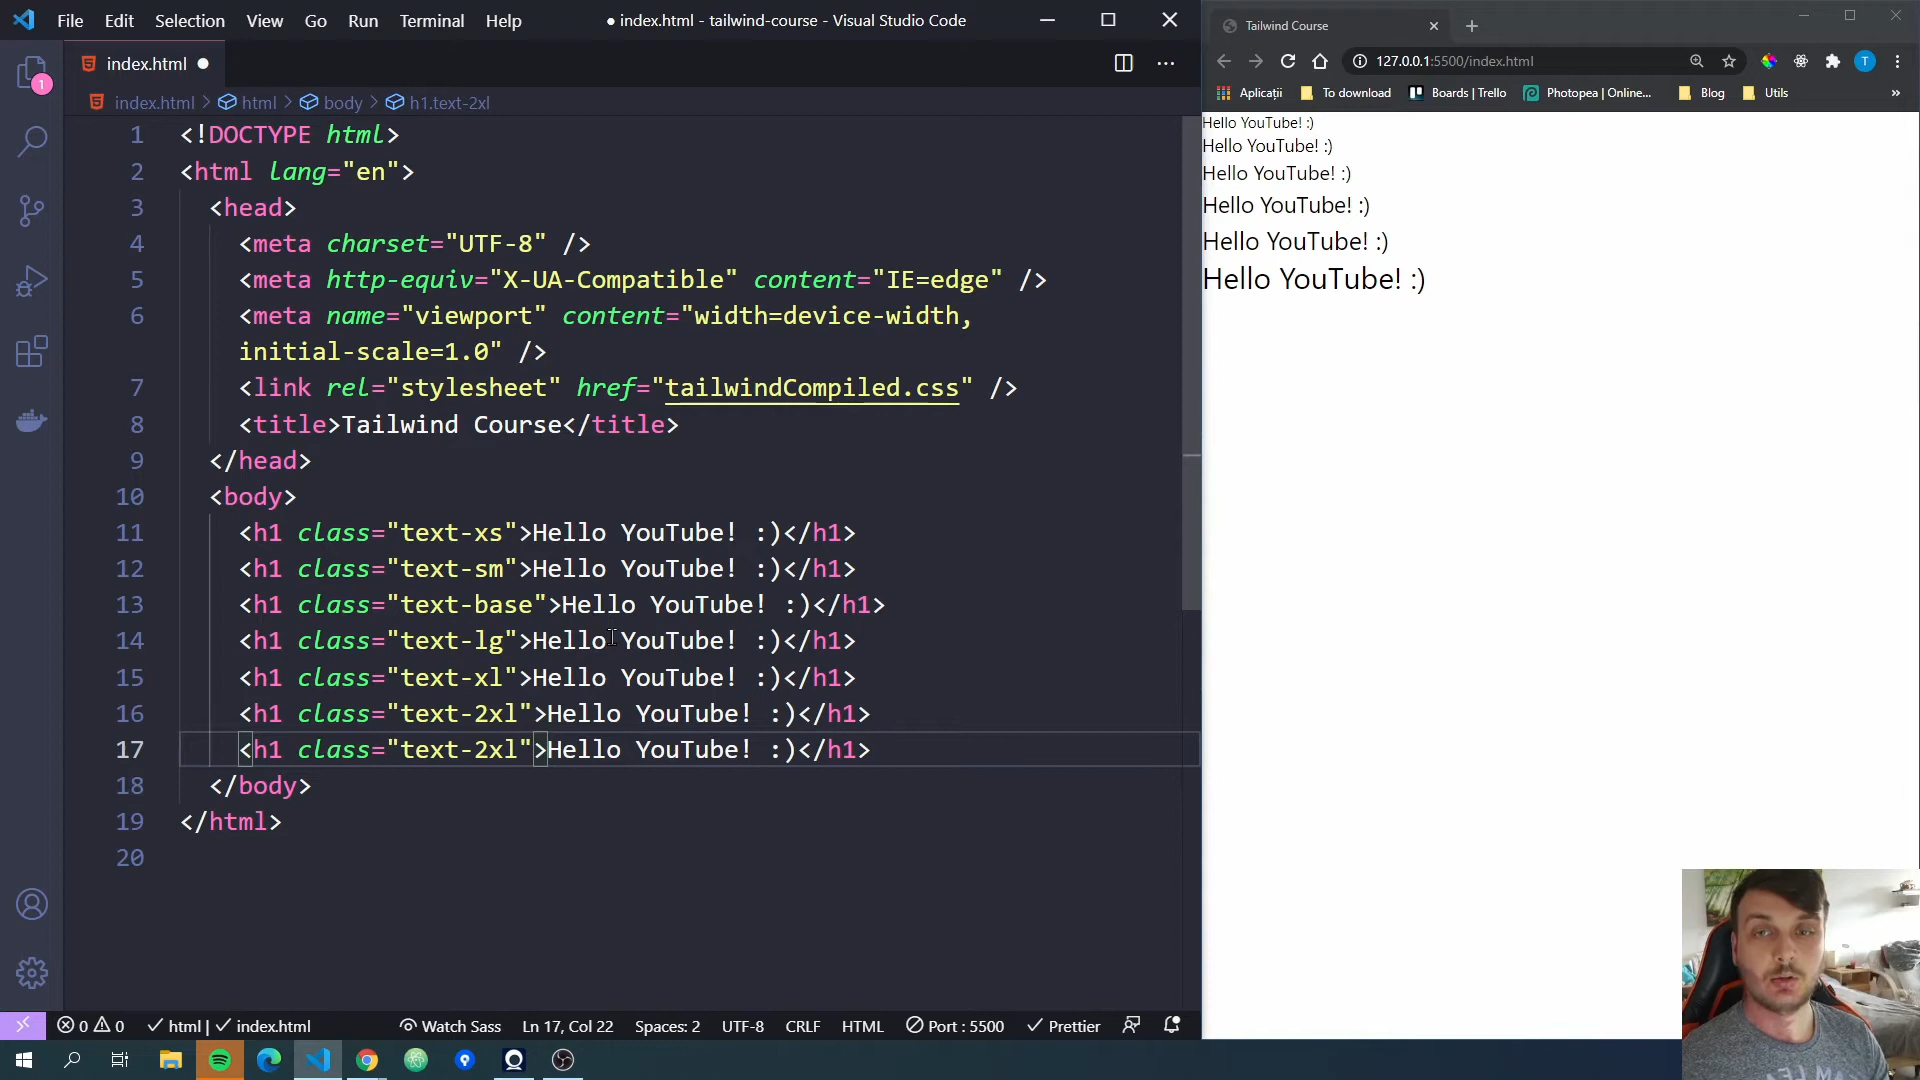 File Edit Selection View Go Run Terminal Help
● index.html - tailwind-course - Visual Studio Code
1
index.html ●
index.html > html > body > h1.text-2xl
1 <!DOCTYPE html>
2 <html lang="en">
3 <head>
4 <meta charset="UTF-8" />
5 <meta http-equiv="X-UA-Compatible" content="IE=edge" />
6 <meta name="viewport" content="width=device-width,
initial-scale=1.0" />
7 <link rel="stylesheet" href="tailwindCompiled.css" />
8 <title>Tailwind Course</title>
9 </head>
10 <body>
11 <h1 class="text-xs">Hello YouTube! :)</h1>
12 <h1 class="text-sm">Hello YouTube! :)</h1>
13 <h1 class="text-base">Hello YouTube! :)</h1>
14 <h1 class="text-lg">Hello YouTube! :)</h1>
15 <h1 class="text-xl">Hello YouTube! :)</h1>
16 <h1 class="text-2xl">Hello YouTube! :)</h1>
17 <h1 class="text-2xl">Hello YouTube! :)</h1>
18 </body>
19 </html>
20
0 0 html | index.html Watch Sass Ln 17, Col 22 Spaces: 2 UTF-8 CRLF HTML Port : 5500 Prettier
Tailwind Course
127.0.0.1:5500/index.html T
Aplicații To download Boards | Trello Photopea | Online... Blog Utils »
Hello YouTube! :)
Hello YouTube! :)
Hello YouTube! :)
Hello YouTube! :)
Hello YouTube! :)
Hello YouTube! :)